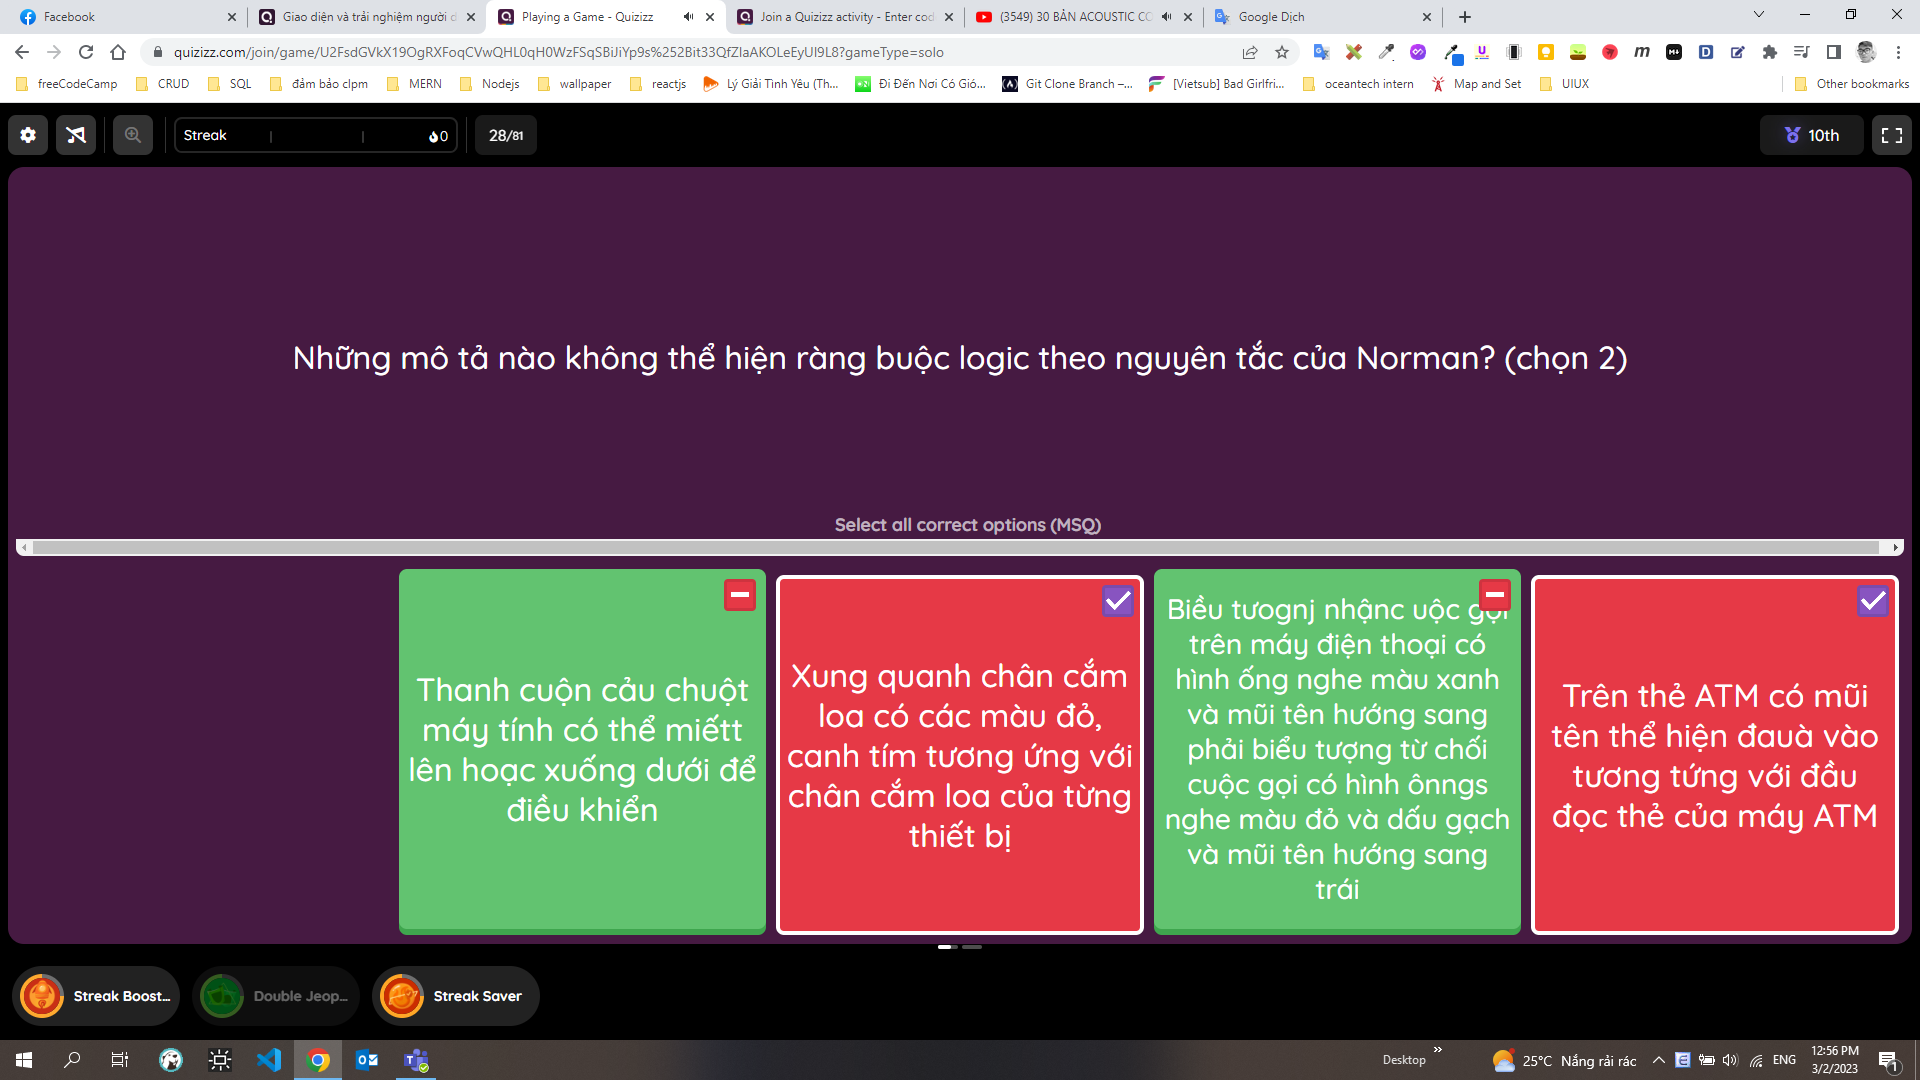 Facebook
Giao diện và trải nghiệm người d
Playing a Game - Quizizz
Join a Quizizz activity - Enter cod
(3549) 30 BẢN ACOUSTIC CO
Google Dịch
quizizz.com/join/game/U2FsdGVkX19OgRXFoqCVwQHL0qH0WzFSqSBiJiYp9s%252Bit33QfZIaAKOLeEyUI9L8?gameType=solo
freeCodeCamp
CRUD
SQL
đảm bảo clpm
MERN
Nodejs
wallpaper
reactjs
Lý Giải Tình Yêu (Th...
Đi Đến Nơi Có Gió...
Git Clone Branch –...
[Vietsub] Bad Girlfri...
oceantech intern
Map and Set
UIUX
Other bookmarks
Streak
0
28/81
10th
Những mô tả nào không thể hiện ràng buộc logic theo nguyên tắc của Norman? (chọn 2)
Select all correct options (MSQ)
Thanh cuộn cảu chuột
máy tính có thể miếtt
lên hoạc xuống dưới để
điều khiển
Xung quanh chân cắm
loa có các màu đỏ,
canh tím tương ứng với
chân cắm loa của từng
thiết bị
Biều tưognj nhậnc uộc gọi
trên máy điện thoại có
hình ống nghe màu xanh
và mũi tên hướng sang
phải biểu tượng từ chối
cuộc gọi có hình ônngs
nghe màu đỏ và dấu gạch
và mũi tên hướng sang
trái
Trên thẻ ATM có mũi
tên thể hiện đauà vào
tương tứng với đầu
đọc thẻ của máy ATM
Streak Boost...
Double Jeop...
Streak Saver
Desktop
25°C Nắng rải rác
ENG
12:56 PM
3/2/2023
1